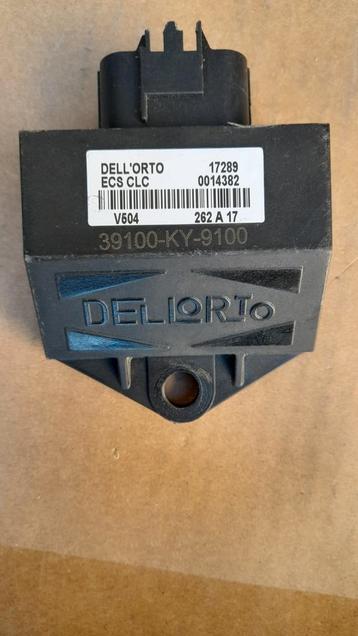 DELL'ORTO 17289
ECS CLC 0014382
V504 262 A 17
39100-KY-9100
DELLORTO